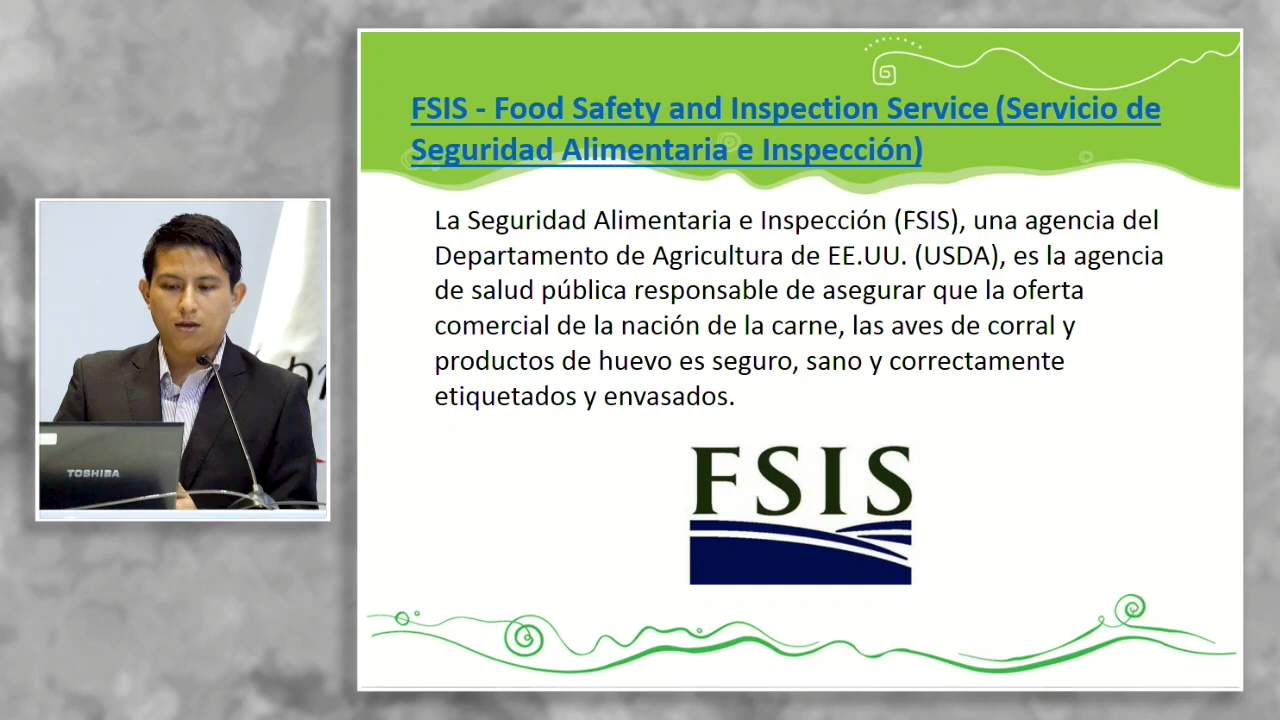 FSIS - Food Safety and Inspection Service (Servicio de
Seguridad Alimentaria e Inspección)
La Seguridad Alimentaria e Inspección (FSIS), una agencia del
Departamento de Agricultura de EE.UU. (USDA), es la agencia
de salud pública responsable de asegurar que la oferta
comercial de la nación de la carne, las aves de corral y
productos de huevo es seguro, sano y correctamente
etiquetados y envasados.
FSIS
TOSHIBA